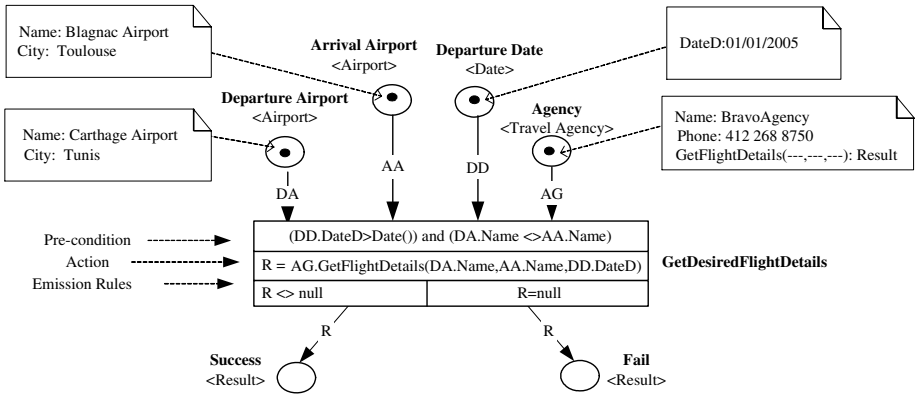 Name: Blagnac Airport
City:  Toulouse
Arrival Airport
<Airport>
Departure Date
<Date>
DateD:01/01/2005
Name: Carthage Airport
City:  Tunis
Departure Airport
<Airport>
Agency
<Travel Agency>
Name: BravoAgency
Phone: 412 268 8750
GetFlightDetails(---,---,---): Result
DA
AA
DD
AG
Pre-condition
(DD.DateD>Date()) and (DA.Name <>AA.Name)
Action
R = AG.GetFlightDetails(DA.Name,AA.Name,DD.DateD)
GetDesiredFlightDetails
Emission Rules
R <> null
R=null
R
R
Success
<Result>
Fail
<Result>